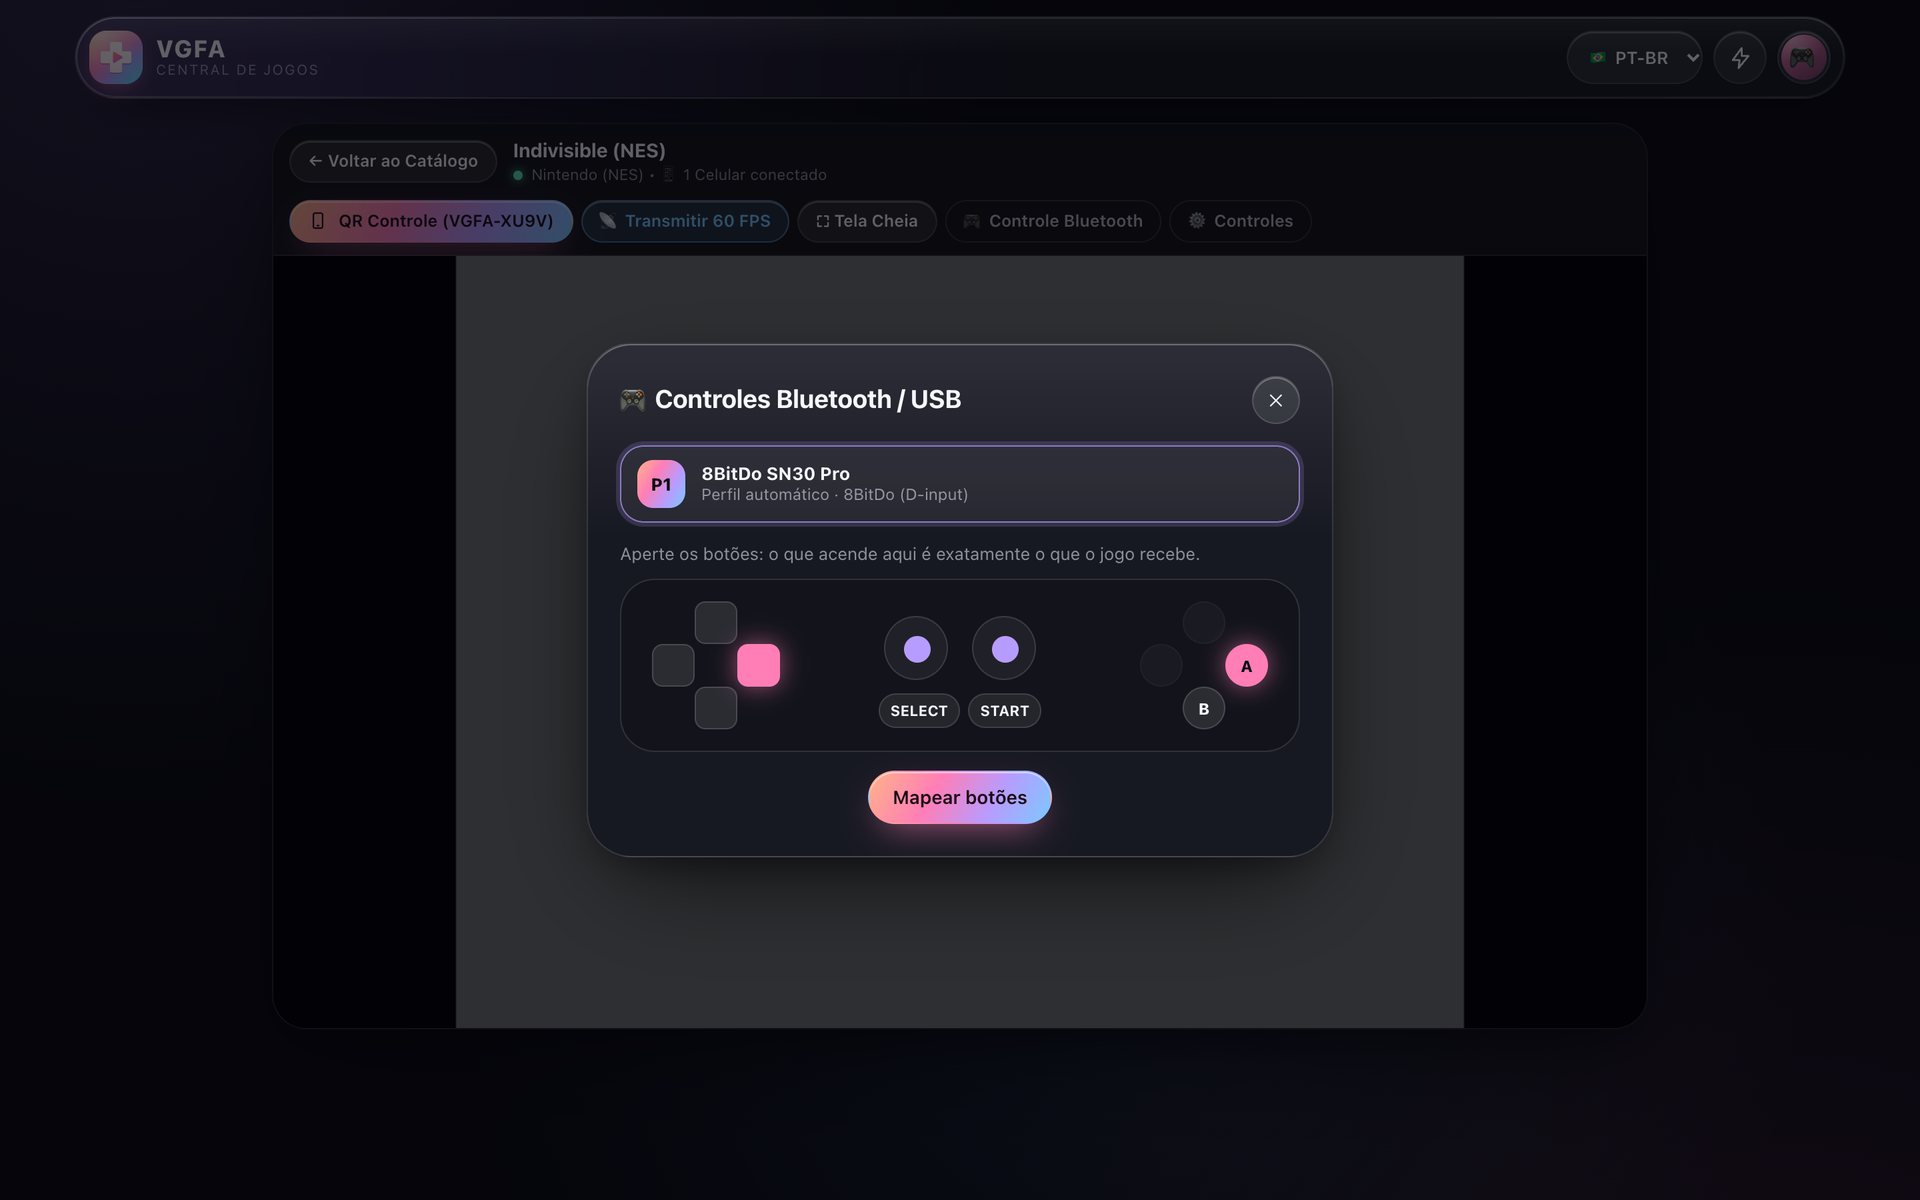 VGFA
CENTRAL DE JOGOS
PT-BR
← Voltar ao Catálogo
Indivisible (NES)
Nintendo (NES) • 1 Celular conectado
QR Controle (VGFA-XU9V)
Transmitir 60 FPS
Tela Cheia
Controle Bluetooth
Controles
Controles Bluetooth / USB
P1
8BitDo SN30 Pro
Perfil automático · 8BitDo (D-input)
Aperte os botões: o que acende aqui é exatamente o que o jogo recebe.
A
B
SELECT
START
Mapear botões